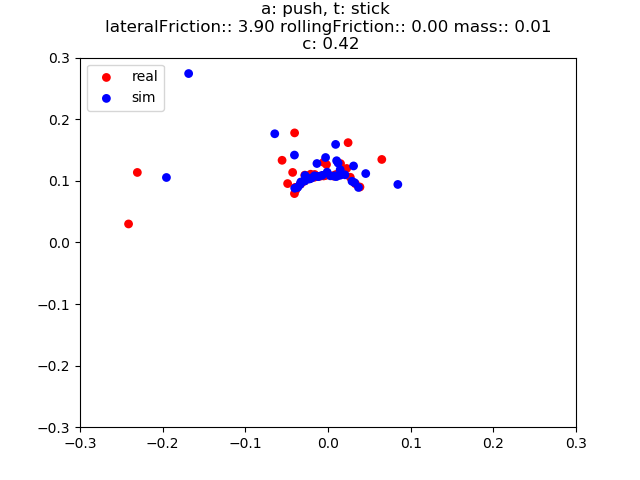 a: push, t: stick
lateralFriction:: 3.90 rollingFriction:: 0.00 mass:: 0.01
c: 0.42
real
sim
0.3
0.2
0.1
0.0
−0.1
−0.2
−0.3
−0.3 −0.2 −0.1 0.0 0.1 0.2 0.3